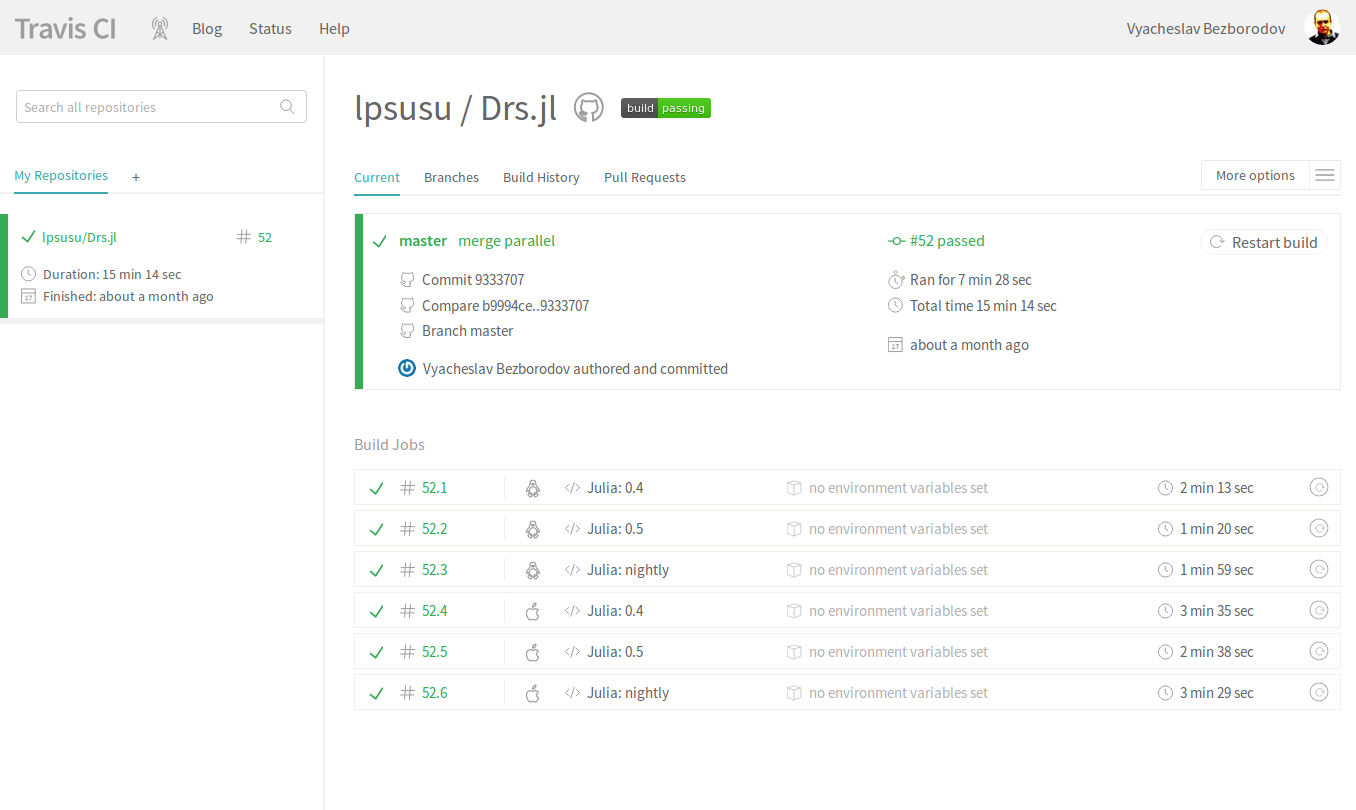 Travis CI Blog Status Help Vyacheslav Bezborodov
Search all repositories
My Repositories +
lpsusu/Drs.jl # 52
Duration: 15 min 14 sec
27 Finished: about a month ago
lpsusu / Drs.jl build passing
Current Branches Build History Pull Requests More options
master merge parallel #52 passed Restart build
Commit 9333707 Ran for 7 min 28 sec
Compare b9994ce..9333707 Total time 15 min 14 sec
Branch master
27 about a month ago
Vyacheslav Bezborodov authored and committed
Build Jobs
# 52.1 </> Julia: 0.4 no environment variables set 2 min 13 sec
# 52.2 </> Julia: 0.5 no environment variables set 1 min 20 sec
# 52.3 </> Julia: nightly no environment variables set 1 min 59 sec
# 52.4 </> Julia: 0.4 no environment variables set 3 min 35 sec
# 52.5 </> Julia: 0.5 no environment variables set 2 min 38 sec
# 52.6 </> Julia: nightly no environment variables set 3 min 29 sec